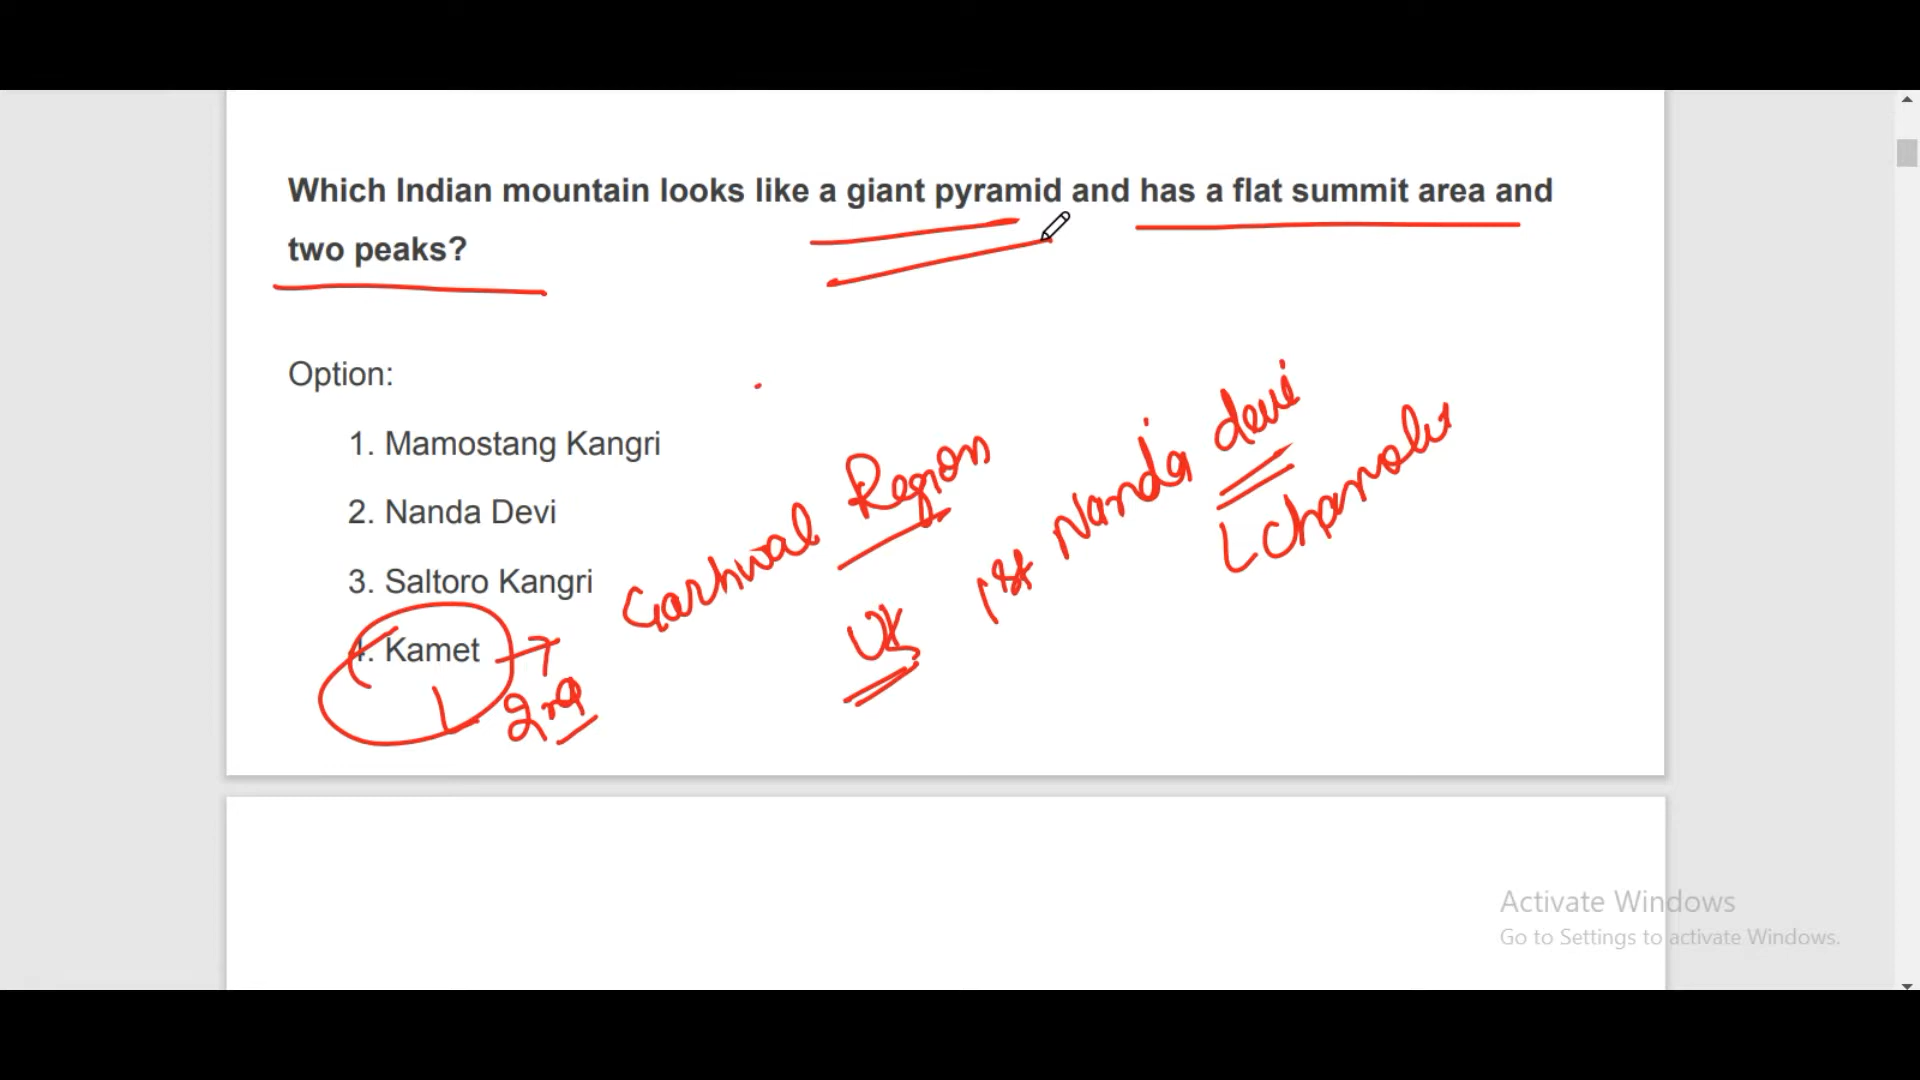 Which Indian mountain looks like a giant pyramid and has a flat summit area and
two peaks?
Option:
1. Mamostang Kangri
2. Nanda Devi
3. Saltoro Kangri
4. Kamet
2nd
Garhwal Region
UK
1st Nanda devi
Chamoli
Activate Windows
Go to Settings to activate Windows.